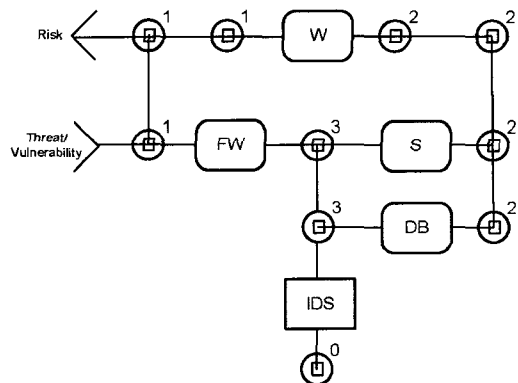 1 1 2 2
Risk W
1 3 2
Threat/
Vulnerability FW S
3 2
DB
IDS
0